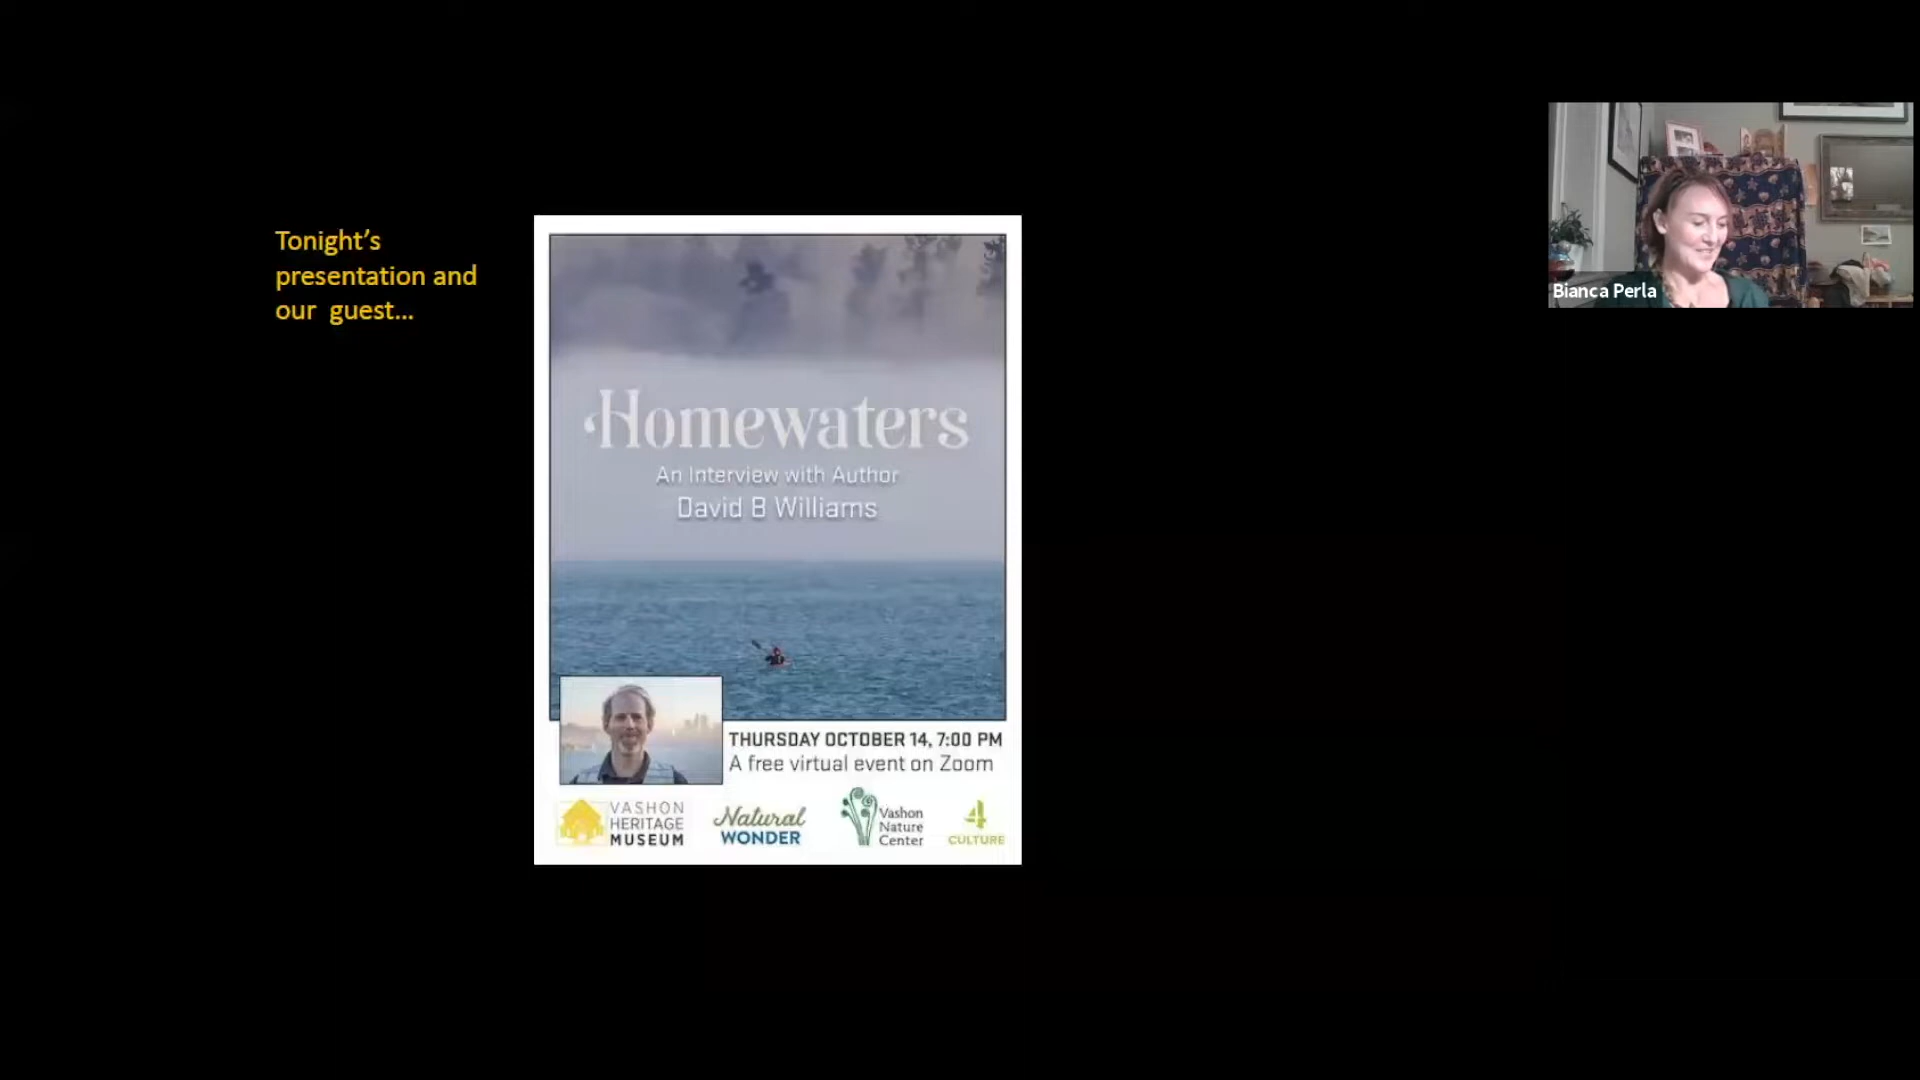 Tonight's
presentation and
our guest...
Homewaters
An Interview with Author
David B Williams
THURSDAY OCTOBER 14, 7:00 PM
A free virtual event on Zoom
VASHON
HERITAGE
MUSEUM
Natural
WONDER
Vashon
Nature
Center
4
CULTURE
Bianca Perla